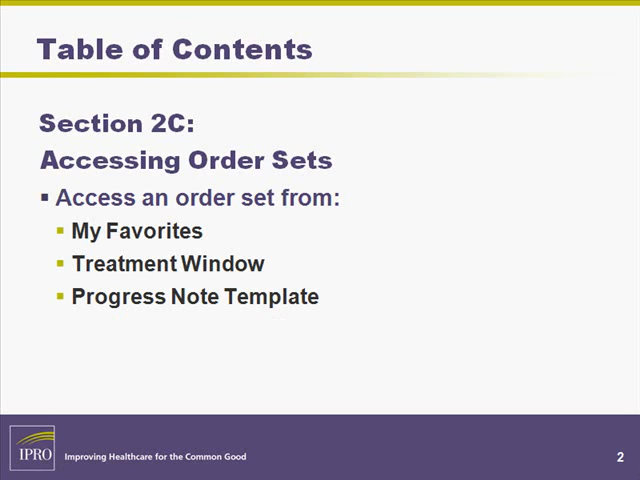 Table of Contents
Section 2C:
Accessing Order Sets
▪ Access an order set from:
▪ My Favorites
▪ Treatment Window
▪ Progress Note Template
IPRO
Improving Healthcare for the Common Good
2